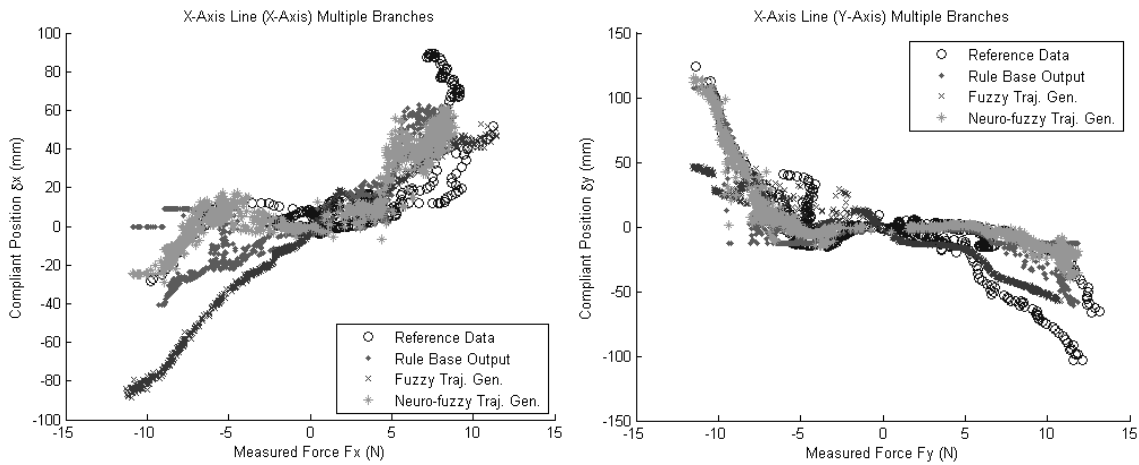 X-Axis Line (X-Axis) Multiple Branches
100
80
60
40
20
0
-20
-40
-60
-80
-100
-15
-10
-5
0
5
10
15
Compliant Position δx (mm)
Measured Force Fx (N)
Reference Data
Rule Base Output
Fuzzy Traj. Gen.
Neuro-fuzzy Traj. Gen.
X-Axis Line (Y-Axis) Multiple Branches
150
100
50
0
-50
-100
-150
-15
-10
-5
0
5
10
15
Compliant Position δy (mm)
Measured Force Fy (N)
Reference Data
Rule Base Output
Fuzzy Traj. Gen.
Neuro-fuzzy Traj. Gen.